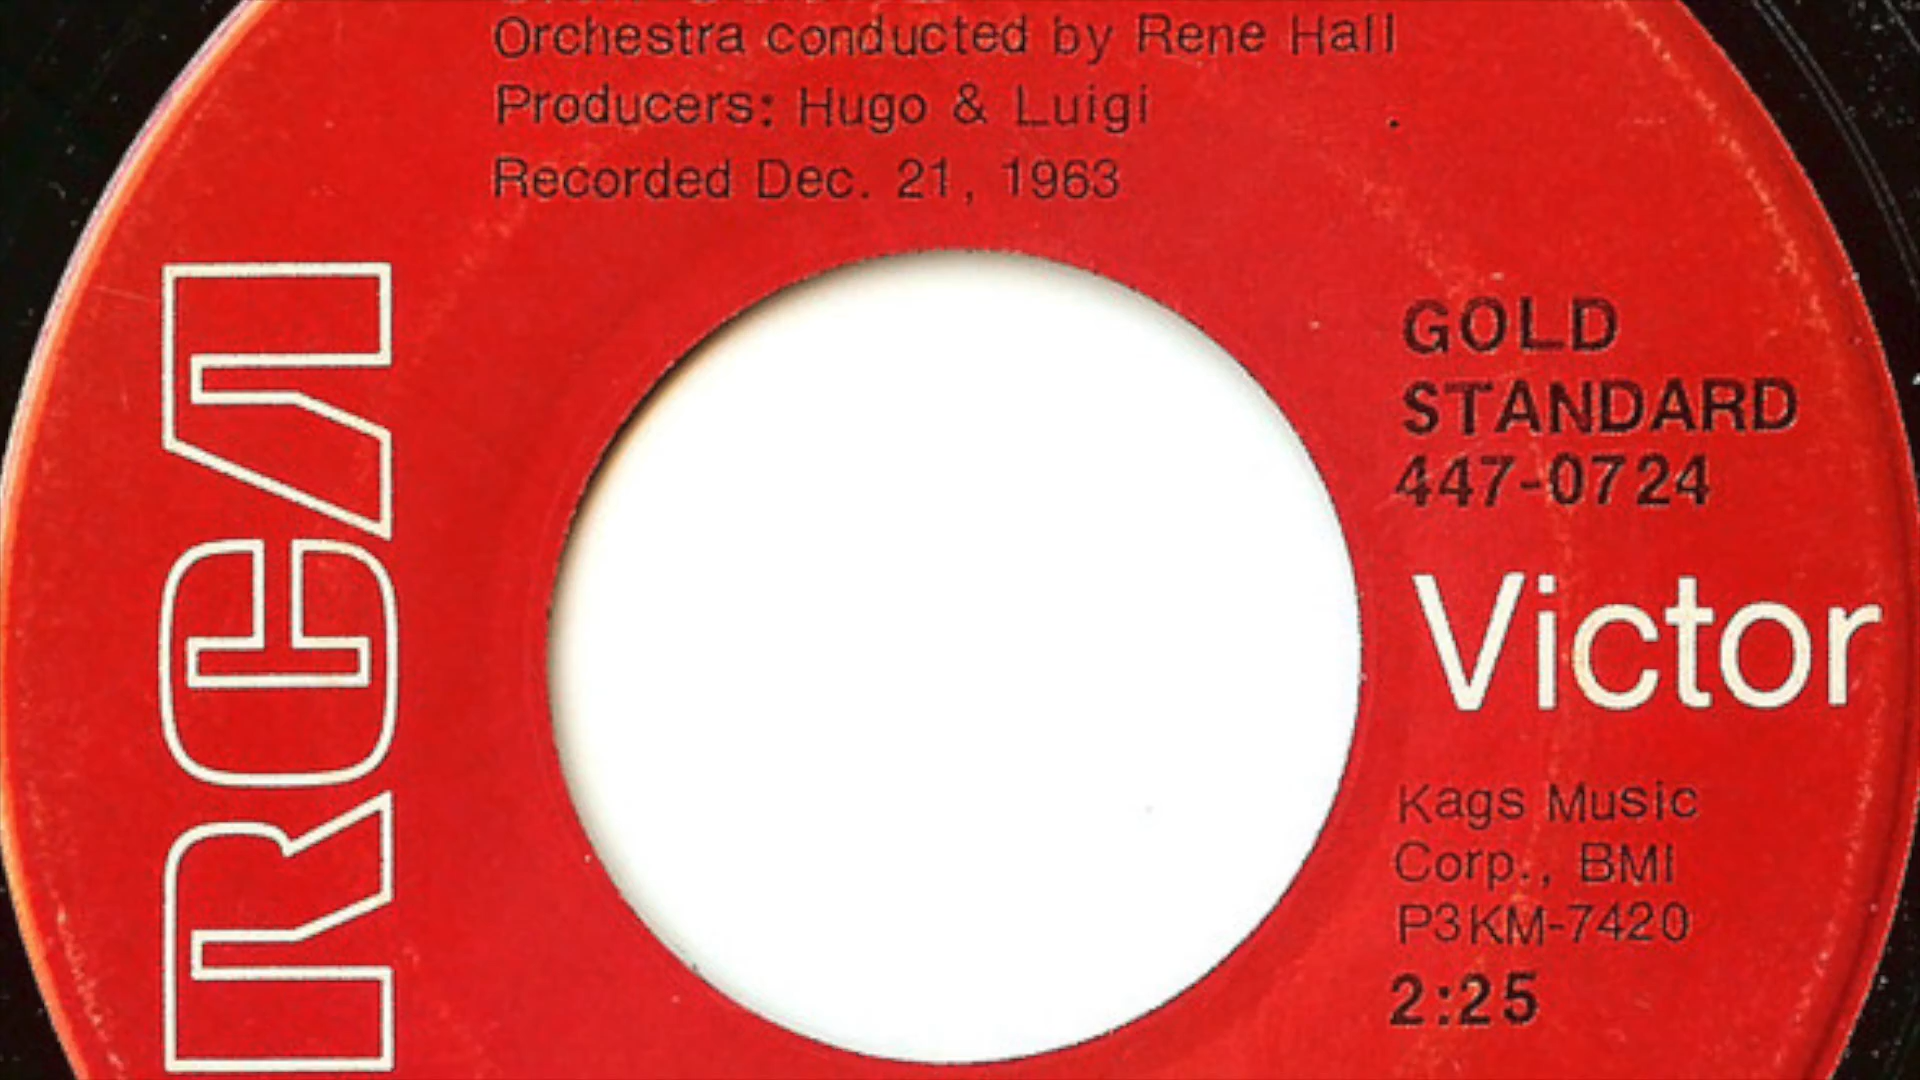 Orchestra conducted by Rene Hall
Producers: Hugo & Luigi
Recorded Dec. 21, 1963
RCA
GOLD
STANDARD
447-0724
Victor
Kags Music
Corp., BMI
P3KM-7420
2:25